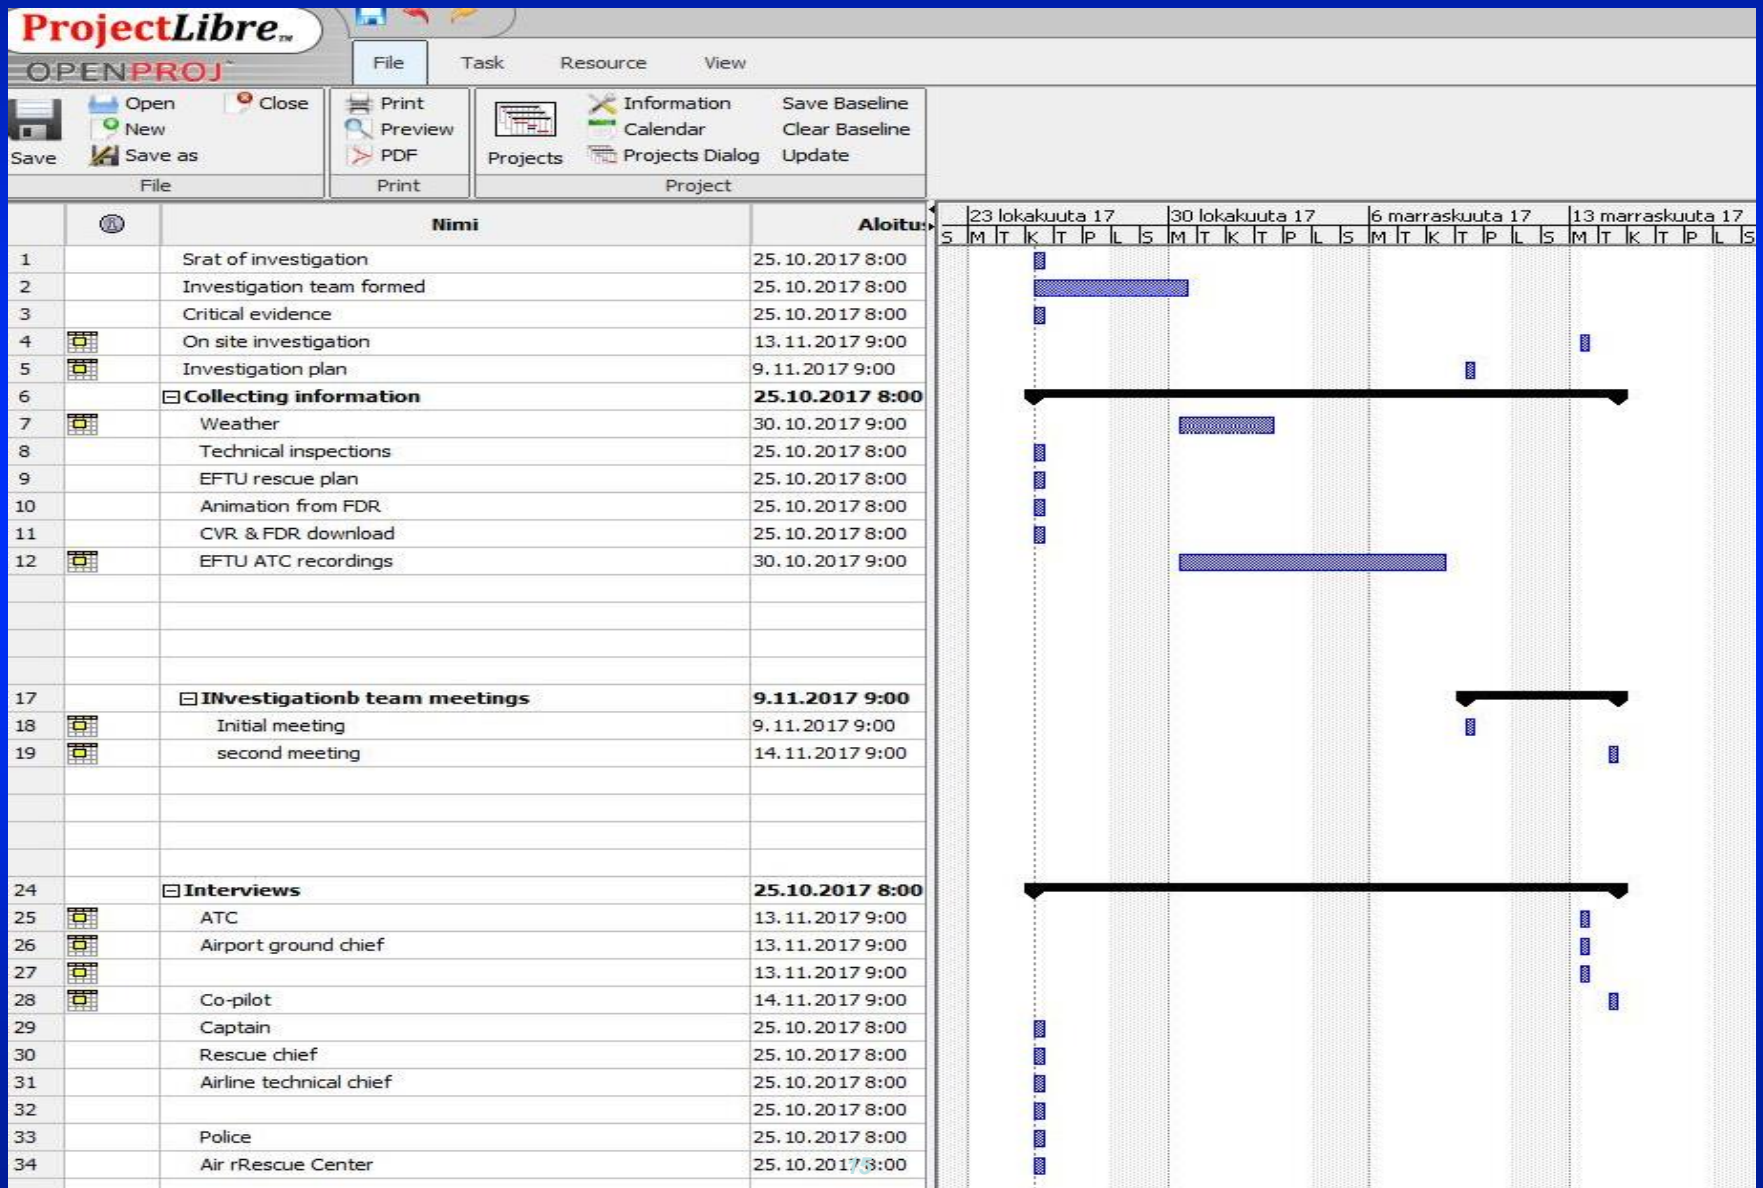 ProjectLibre™
OPENPROJ
File Task Resource View
Open Close Print Information Save Baseline
New Preview Calendar Clear Baseline
Save Save as PDF Projects Projects Dialog Update
File Print Project
Nimi Aloitu
23 lokakuuta 17 30 lokakuuta 17 6 marraskuuta 17 13 marraskuuta 17
S M T K T P L S M T K T P L S M T K T P L S M T K T P L S
1 Srat of investigation 25.10.2017 8:00
2 Investigation team formed 25.10.2017 8:00
3 Critical evidence 25.10.2017 8:00
4 On site investigation 13.11.2017 9:00
5 Investigation plan 9.11.2017 9:00
6 Collecting information 25.10.2017 8:00
7 Weather 30.10.2017 9:00
8 Technical inspections 25.10.2017 8:00
9 EFTU rescue plan 25.10.2017 8:00
10 Animation from FDR 25.10.2017 8:00
11 CVR & FDR download 25.10.2017 8:00
12 EFTU ATC recordings 30.10.2017 9:00
17 INvestigationb team meetings 9.11.2017 9:00
18 Initial meeting 9.11.2017 9:00
19 second meeting 14.11.2017 9:00
24 Interviews 25.10.2017 8:00
25 ATC 13.11.2017 9:00
26 Airport ground chief 13.11.2017 9:00
27 13.11.2017 9:00
28 Co-pilot 14.11.2017 9:00
29 Captain 25.10.2017 8:00
30 Rescue chief 25.10.2017 8:00
31 Airline technical chief 25.10.2017 8:00
32 25.10.2017 8:00
33 Police 25.10.2017 8:00
34 Air rRescue Center 25.10.2017 8:00
15